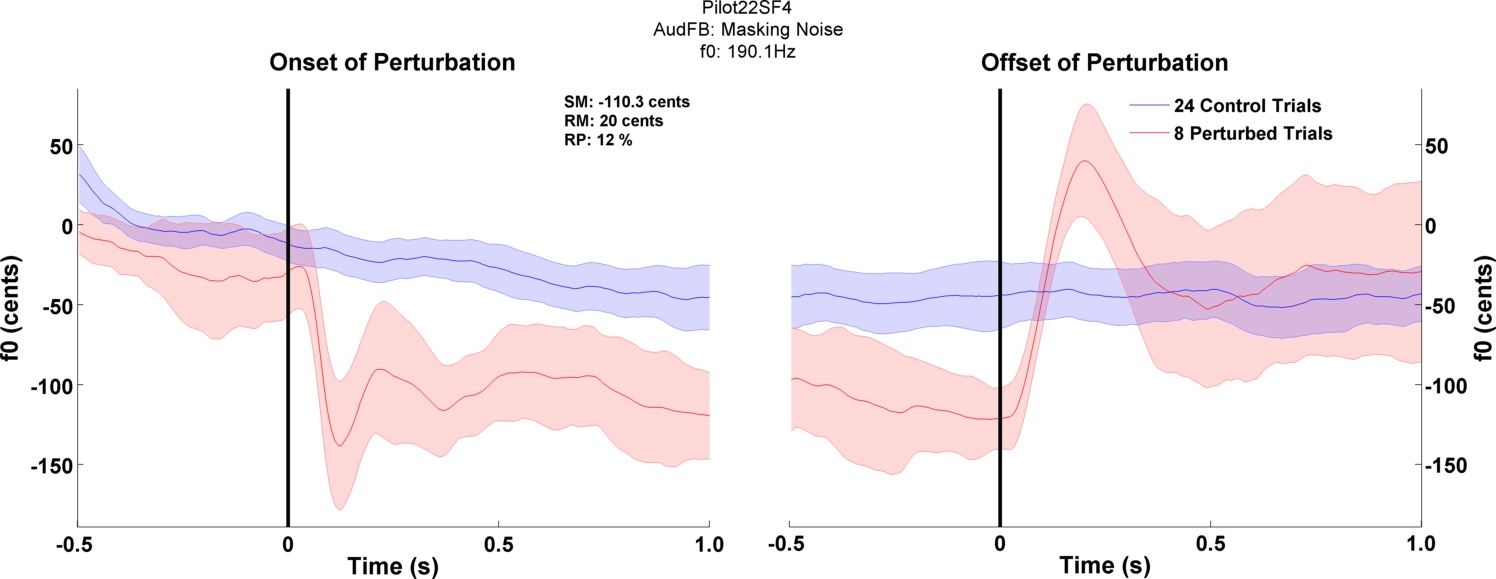 Pilot22SF4
AudFB: Masking Noise
f0: 190.1Hz
Onset of Perturbation
SM: -110.3 cents
RM: 20 cents
RP: 12 %
f0 (cents)
50
0
-50
-100
-150
-0.5
0
0.5
1.0
Time (s)
Offset of Perturbation
24 Control Trials
8 Perturbed Trials
50
0
-50
-100
-150
f0 (cents)
-0.5
0
0.5
1.0
Time (s)